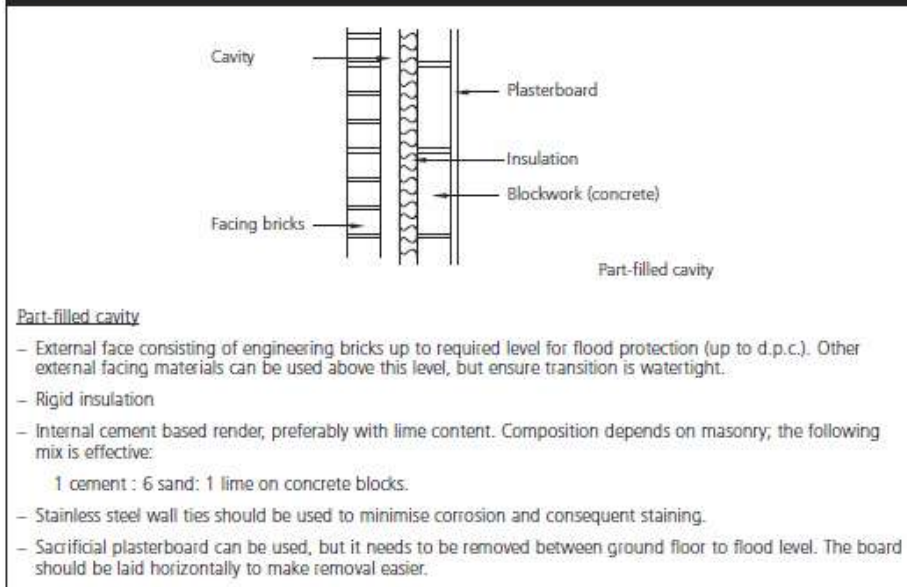 Cavity
Plasterboard
Insulation
Blockwork (concrete)
Facing bricks
Part-filled cavity
Part-filled cavity
– External face consisting of engineering bricks up to required level for flood protection (up to d.p.c.). Other
external facing materials can be used above this level, but ensure transition is watertight.
– Rigid insulation
– Internal cement based render, preferably with lime content. Composition depends on masonry; the following
mix is effective:
1 cement : 6 sand: 1 lime on concrete blocks.
– Stainless steel wall ties should be used to minimise corrosion and consequent staining.
– Sacrificial plasterboard can be used, but it needs to be removed between ground floor to flood level. The board
should be laid horizontally to make removal easier.